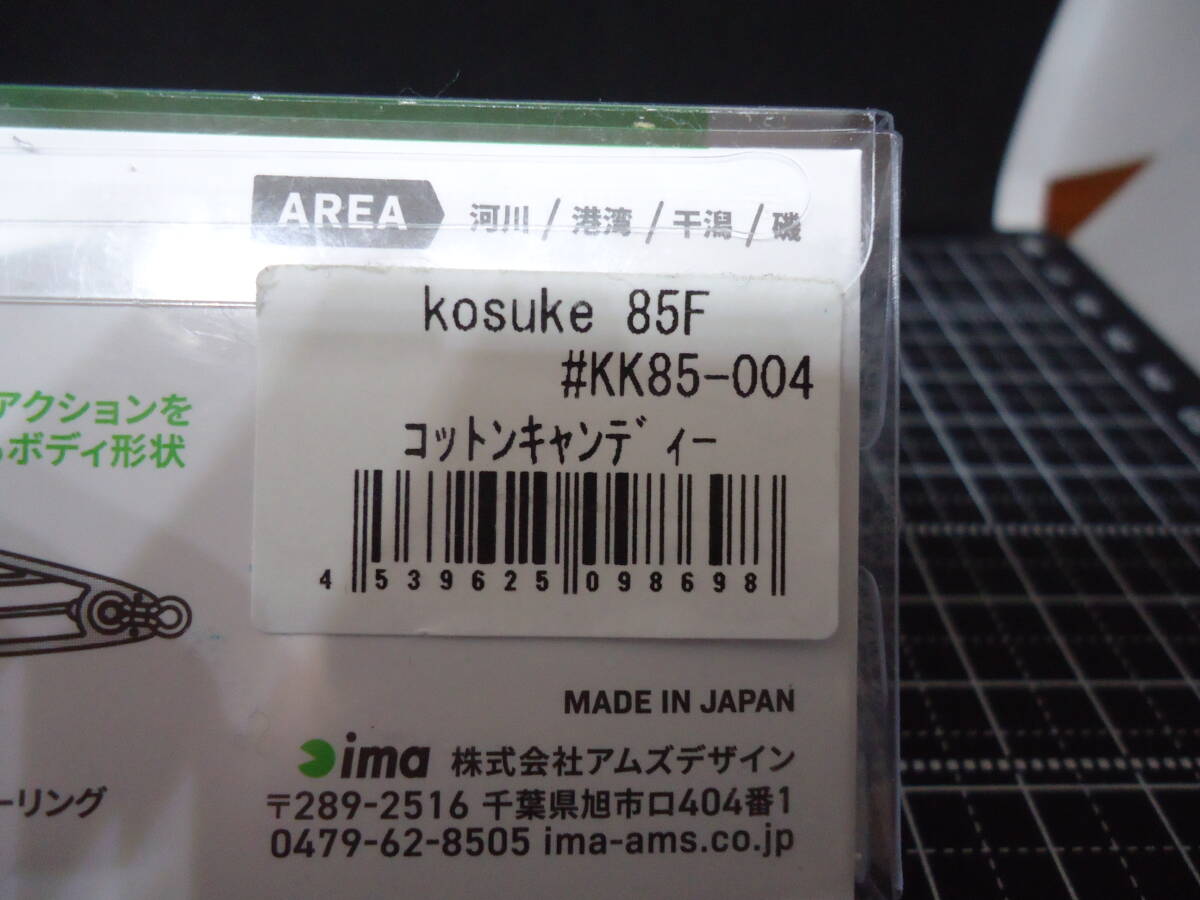 AREA 河川 / 港湾 / 干潟 / 磯
kosuke 85F
#KK85-004
コットンキャンディー
4 539625 098698
アクションを
ボディ形状
MADE IN JAPAN
ima 株式会社アムズデザイン
〒289-2516 千葉県旭市ロ404番1
0479-62-8505 ima-ams.co.jp
ーリング